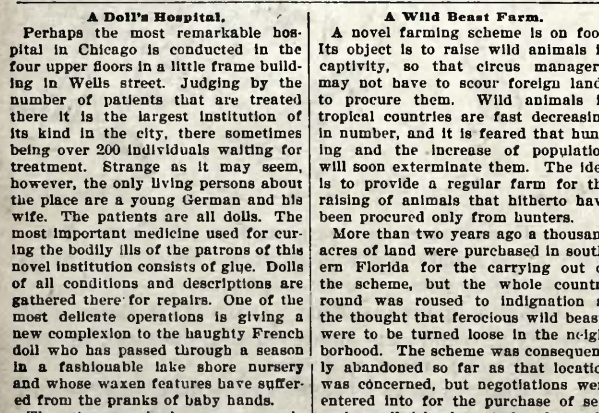 A Doll's Hospital.
Perhaps the most remarkable hos-
pital in Chicago is conducted in the
four upper floors in a little frame build-
ing in Wells street. Judging by the
number of patients that are treated
there it is the largest institution of
its kind in the city, there sometimes
being over 200 individuals waiting for
treatment. Strange as it may seem,
however, the only living persons about
the place are a young German and his
wife. The patients are all dolls. The
most important medicine used for cur-
ing the bodily ills of the patrons of this
novel institution consists of glue. Dolls
of all conditions and descriptions are
gathered there for repairs. One of the
most delicate operations is giving a
new complexion to the haughty French
doll who has passed through a season
in a fashionable lake shore nursery
and whose waxen features have suffer-
ed from the pranks of baby hands.
A Wild Beast Farm.
A novel farming scheme is on foo
Its object is to raise wild animals i
captivity, so that circus manager
may not have to scour foreign land
to procure them. Wild animals i
tropical countries are fast decreasin
in number, and it is feared that hun
ing and the increase of populatio
will soon exterminate them. The ide
is to provide a regular farm for th
raising of animals that hitherto hav
been procured only from hunters.
More than two years ago a thousan
acres of land were purchased in sout
ern Florida for the carrying out o
the scheme, but the whole countr
round was roused to indignation a
the thought that ferocious wild beas
were to be turned loose in the neig
borhood. The scheme was consequen
ly abandoned so far as that locatio
was concerned, but negotiations wer
entered into for the purchase of se